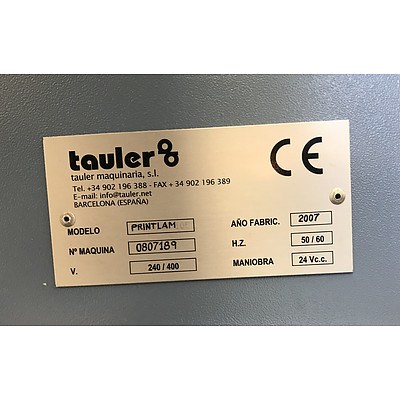 tauler
CE
tauler maquinaria, s.l.
Tel. +34 902 196 388 - FAX + 34 902 196 389
E-mail: info@tauler.net
BARCELONA (ESPAÑA)
MODELO PRINTLAM
AÑO FABRIC. 2007
Nº MAQUINA 0807189
H.Z. 50 / 60
V. 240 / 400
MANIOBRA 24 Vc.c.